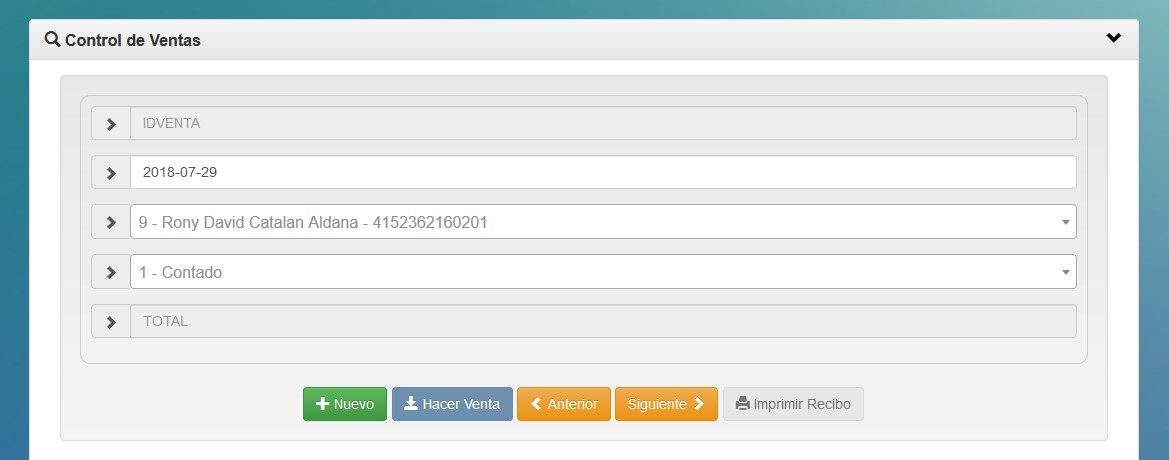 Control de Ventas
IDVENTA
2018-07-29
9 - Rony David Catalan Aldana - 4152362160201
1 - Contado
TOTAL
Nuevo Hacer Venta Anterior Siguiente Imprimir Recibo